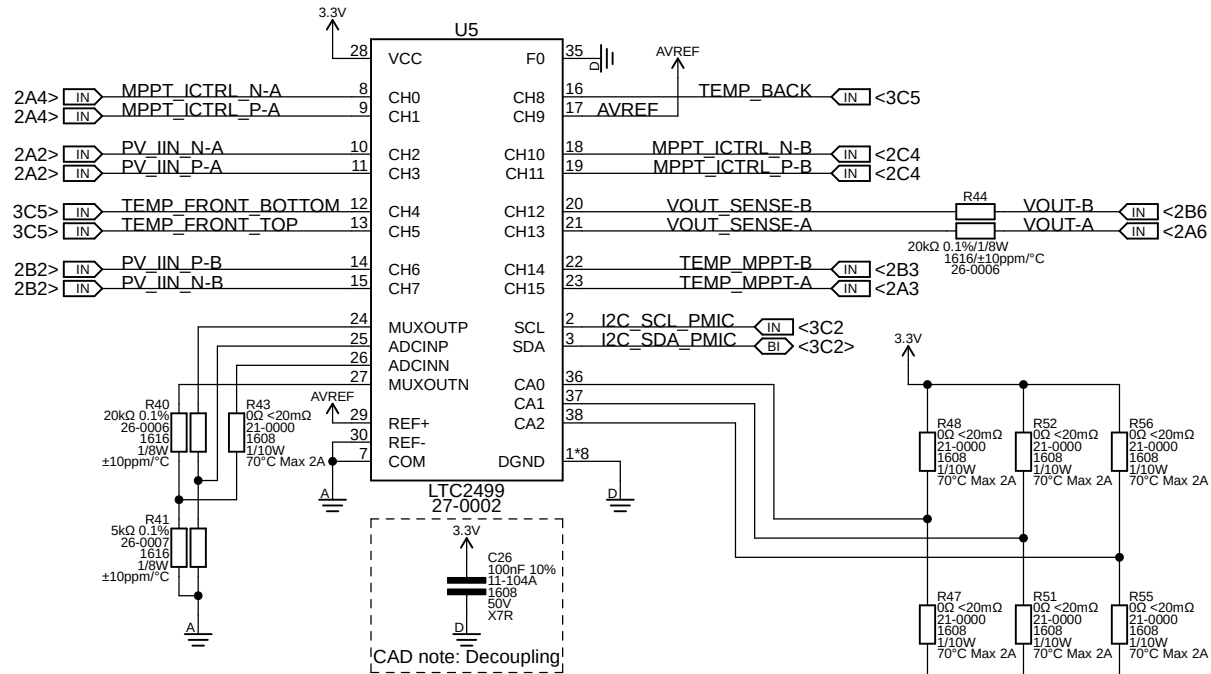 3.3V
U5
28 VCC F0 35 D
AVREF
2A4> IN MPPT_ICTRL_N-A 8 CH0 CH8 16 TEMP_BACK IN <3C5
2A4> IN MPPT_ICTRL_P-A 9 CH1 CH9 17 AVREF
2A2> IN PV_IIN_N-A 10 CH2 CH10 18 MPPT_ICTRL_N-B IN <2C4
2A2> IN PV_IIN_P-A 11 CH3 CH11 19 MPPT_ICTRL_P-B IN <2C4
R44
3C5> IN TEMP_FRONT_BOTTOM 12 CH4 CH12 20 VOUT_SENSE-B VOUT-B IN <2B6
3C5> IN TEMP_FRONT_TOP 13 CH5 CH13 21 VOUT_SENSE-A VOUT-A IN <2A6
20kΩ 0.1%/1/8W
1616/±10ppm/°C
26-0006
2B2> IN PV_IIN_P-B 14 CH6 CH14 22 TEMP_MPPT-B IN <2B3
2B2> IN PV_IIN_N-B 15 CH7 CH15 23 TEMP_MPPT-A IN <2A3
24 MUXOUTP SCL 2 I2C_SCL_PMIC IN <3C2
25 ADCINP SDA 3 I2C_SDA_PMIC BI <3C2>
26 ADCINN
27 MUXOUTN CA0 36
CA1 37
CA2 38
AVREF
29 REF+
30 REF-
7 COM DGND 1*8
A
D
LTC2499
27-0002
R40
20kΩ 0.1%
26-0006
1616
1/8W
±10ppm/°C
R43
0Ω <20mΩ
21-0000
1608
1/10W
70°C Max 2A
R41
5kΩ 0.1%
26-0007
1616
1/8W
±10ppm/°C
A
3.3V
C26
100nF 10%
11-104A
1608
50V
X7R
D
CAD note: Decoupling
3.3V
R48
0Ω <20mΩ
21-0000
1608
1/10W
70°C Max 2A
R52
0Ω <20mΩ
21-0000
1608
1/10W
70°C Max 2A
R56
0Ω <20mΩ
21-0000
1608
1/10W
70°C Max 2A
R47
0Ω <20mΩ
21-0000
1608
1/10W
70°C Max 2A
R51
0Ω <20mΩ
21-0000
1608
1/10W
70°C Max 2A
R55
0Ω <20mΩ
21-0000
1608
1/10W
70°C Max 2A